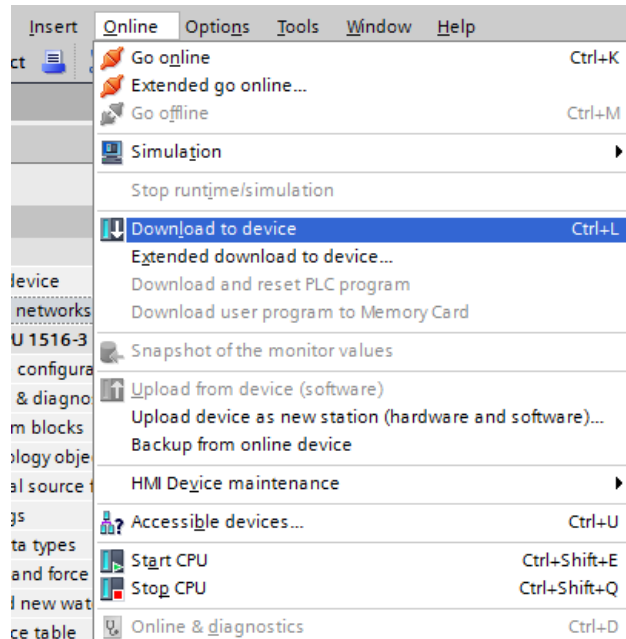 Insert Online Options Tools Window Help
ct
Go online Ctrl+K
Extended go online...
Go offline Ctrl+M
Simulation
Stop runtime/simulation
Download to device Ctrl+L
Extended download to device...
device
Download and reset PLC program
networks
Download user program to Memory Card
U 1516-3
Snapshot of the monitor values
configura
Upload from device (software)
& diagno
Upload device as new station (hardware and software)...
m blocks
Backup from online device
ology obje
HMI Device maintenance
al source f
gs
Accessible devices... Ctrl+U
ta types
Start CPU Ctrl+Shift+E
and force
Stop CPU Ctrl+Shift+Q
d new wat
Online & diagnostics Ctrl+D
ce table